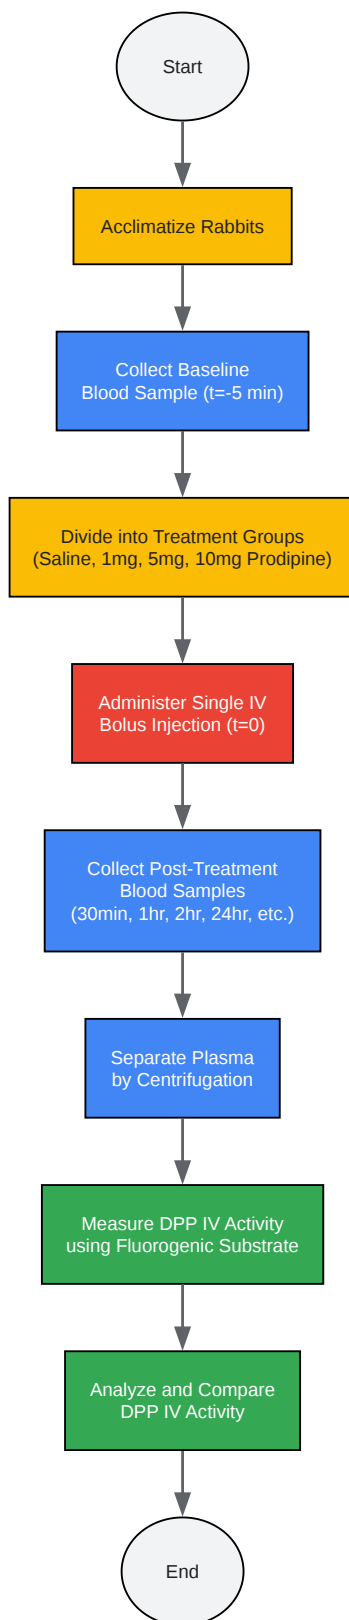 Start
Acclimatize Rabbits
Collect Baseline
Blood Sample (t=-5 min)
Divide into Treatment Groups
(Saline, 1mg, 5mg, 10mg Prodipine)
Administer Single IV
Bolus Injection (t=0)
Collect Post-Treatment
Blood Samples
(30min, 1hr, 2hr, 24hr, etc.)
Separate Plasma
by Centrifugation
Measure DPP IV Activity
using Fluorogenic Substrate
Analyze and Compare
DPP IV Activity
End